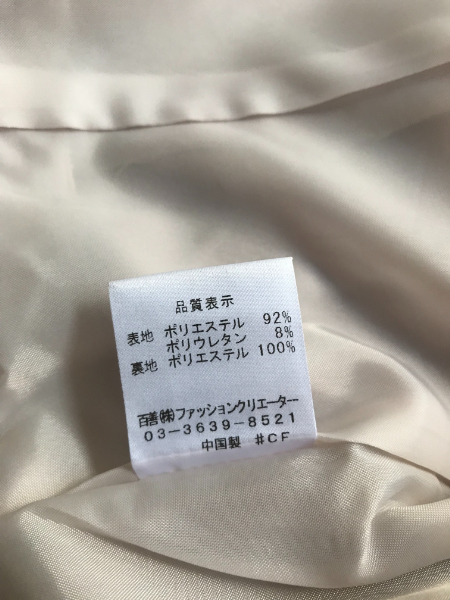 品質表示
表地 ポリエステル 92%
ポリウレタン 8%
裏地 ポリエステル 100%
百善㈱ファッションクリエーター
03-3639-8521
中国製 #CF